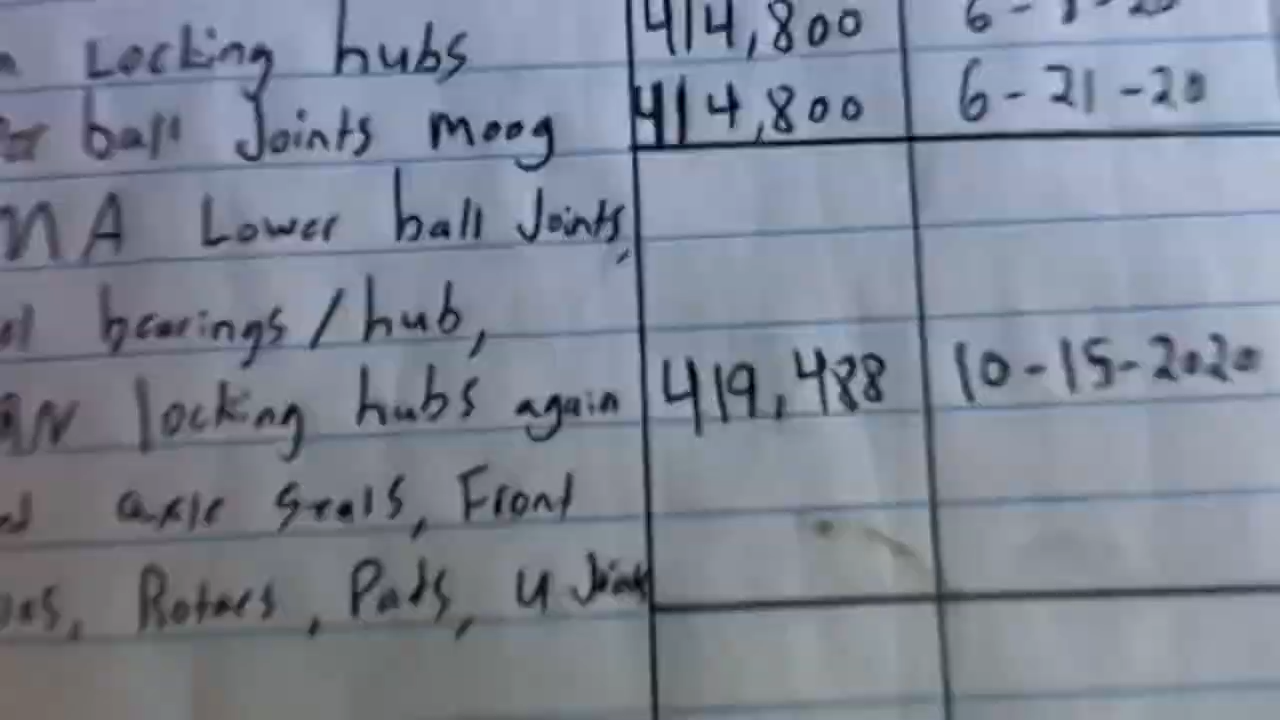 Locking hubs 414,800
ball Joints moog 414,800 6-21-20
MA Lower ball Joints,
bearings/hub,
locking hubs again 419,488 10-15-2020
axle Seals, Front
Rotors, Pads, U Joints